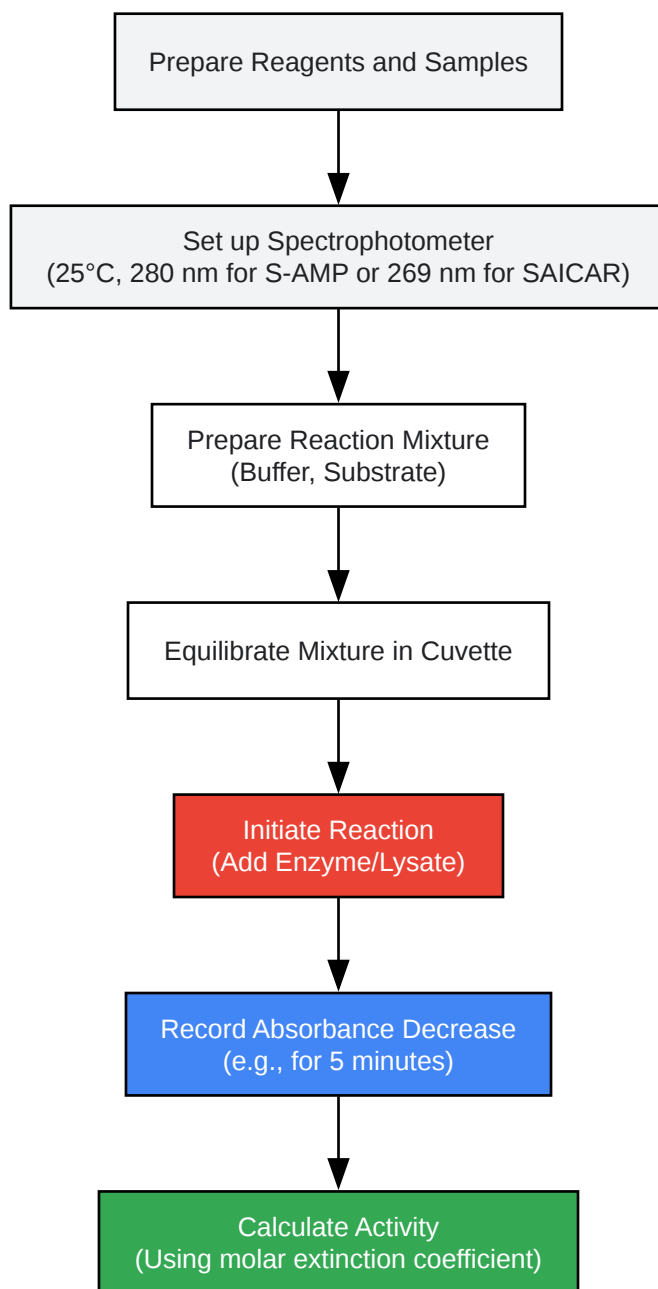 Prepare Reagents and Samples
Set up Spectrophotometer
(25°C, 280 nm for S-AMP or 269 nm for SAICAR)
Prepare Reaction Mixture
(Buffer, Substrate)
Equilibrate Mixture in Cuvette
Initiate Reaction
(Add Enzyme/Lysate)
Record Absorbance Decrease
(e.g., for 5 minutes)
Calculate Activity
(Using molar extinction coefficient)